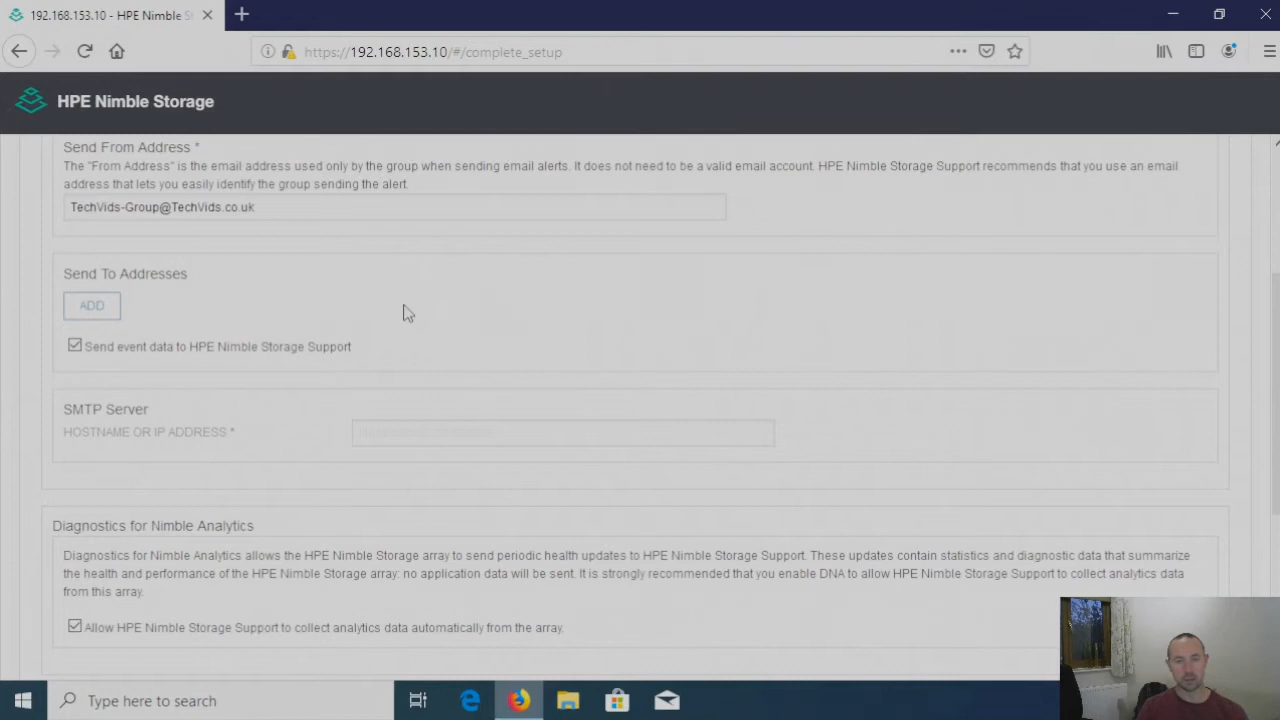 192.168.153.10 - HPE Nimble S
https://192.168.153.10/#/complete_setup
HPE Nimble Storage
Send From Address *
The "From Address" is the email address used only by the group when sending email alerts. It does not need to be a valid email account. HPE Nimble Storage Support recommends that you use an email
address that lets you easily identify the group sending the alert.
TechVids-Group@TechVids.co.uk
Send To Addresses
ADD
Send event data to HPE Nimble Storage Support
SMTP Server
HOSTNAME OR IP ADDRESS *
Diagnostics for Nimble Analytics
Diagnostics for Nimble Analytics allows the HPE Nimble Storage array to send periodic health updates to HPE Nimble Storage Support. These updates contain statistics and diagnostic data that summarize
the health and performance of the HPE Nimble Storage array: no application data will be sent. It is strongly recommended that you enable DNA to allow HPE Nimble Storage Support to collect analytics data
from this array.
Allow HPE Nimble Storage Support to collect analytics data automatically from the array.
Type here to search